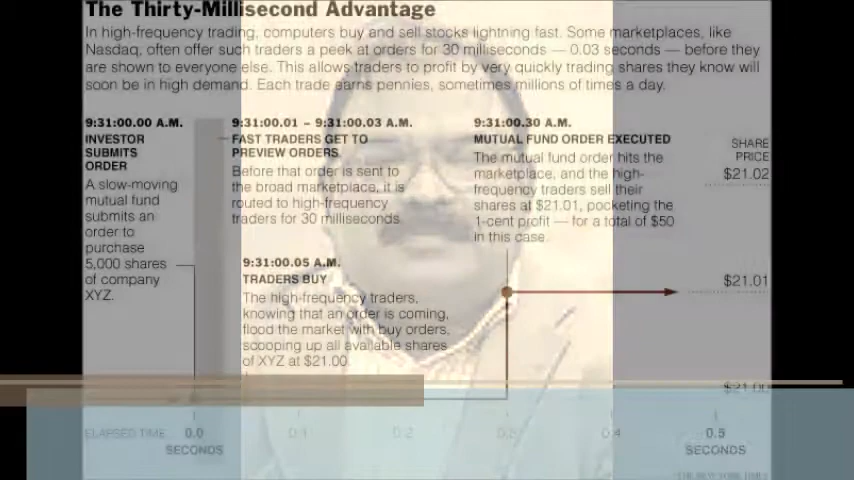 The Thirty-Millisecond Advantage
In high-frequency trading, computers buy and sell stocks lightning fast. Some marketplaces, like
Nasdaq, often offer such traders a peek at orders for 30 milliseconds — 0.03 seconds — before they
are shown to everyone else. This allows traders to profit by very quickly trading shares they know will
soon be in high demand. Each trade earns pennies, sometimes millions of times a day.
9:31:00.00 A.M.
INVESTOR
SUBMITS
ORDER
A slow-moving
mutual fund
submits an
order to
purchase
5,000 shares
of company
XYZ.
9:31:00.01 – 9:31:00.03 A.M.
FAST TRADERS GET TO
PREVIEW ORDERS
Before that order is sent to
the broad marketplace, it is
routed to high-frequency
traders for 30 milliseconds
9:31:00.05 A.M.
TRADERS BUY
The high-frequency traders,
knowing that an order is coming,
flood the market with buy orders,
scooping up all available shares
of XYZ at $21.00.
9:31:00.30 A.M.
MUTUAL FUND ORDER EXECUTED
The mutual fund order hits the
marketplace, and the high-
frequency traders sell their
shares at $21.01, pocketing the
1-cent profit — for a total of $50
in this case.
SHARE
PRICE
$21.02
$21.01
$21.00
ELAPSED TIME
0.0
SECONDS
0.1
0.2
0.3
0.4
0.5
SECONDS
THE NEW YORK TIMES